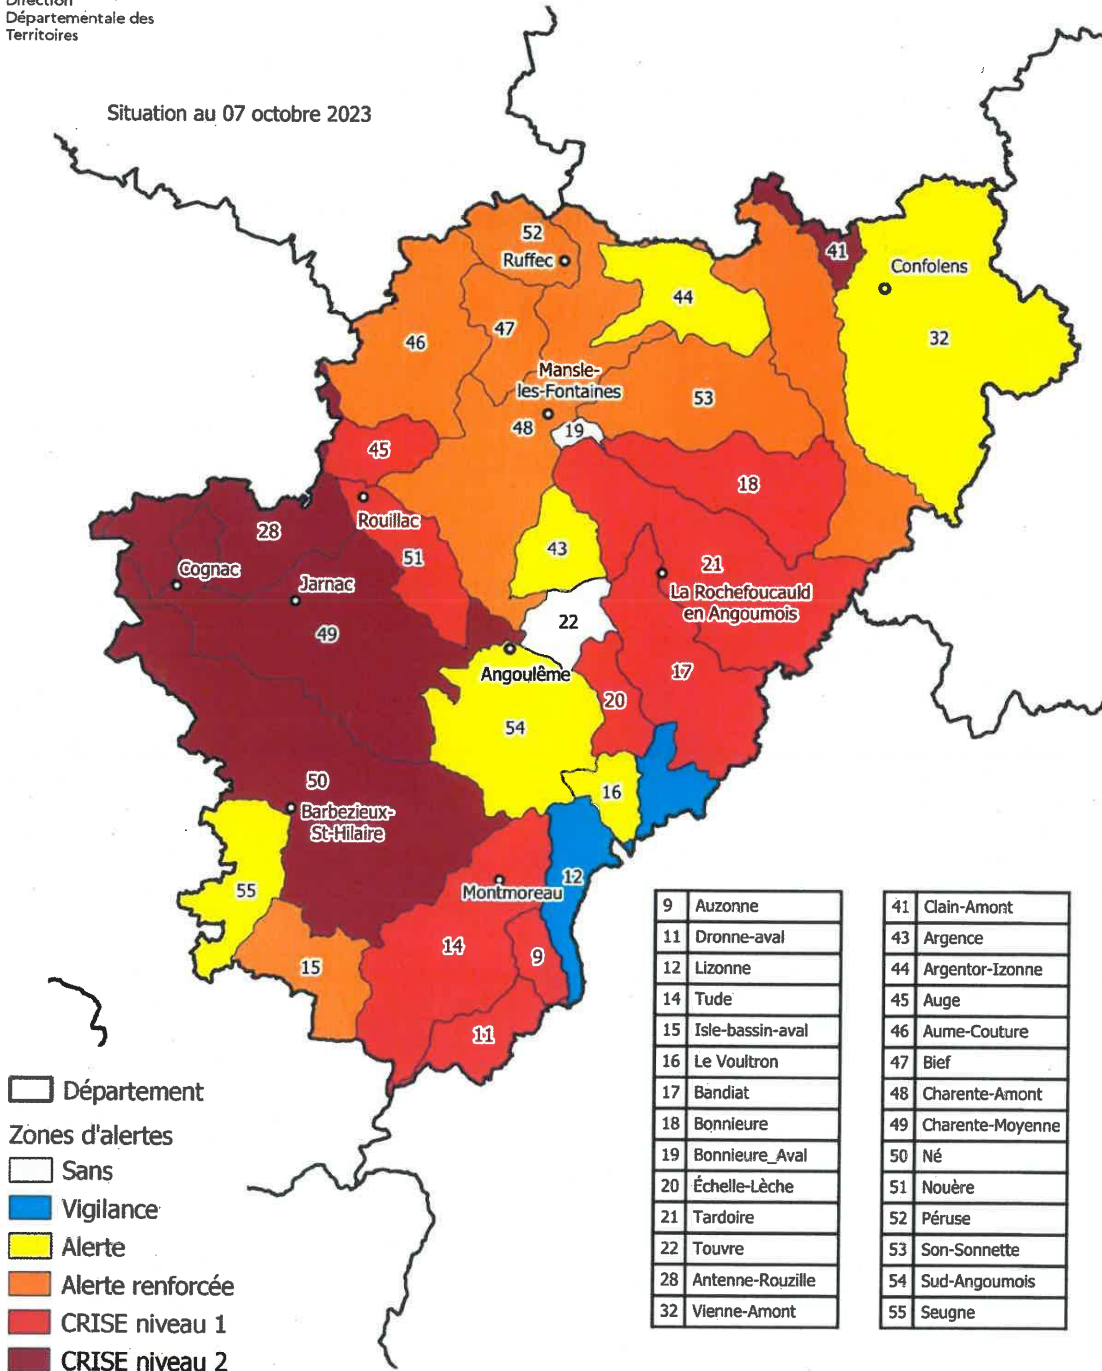 Direction
Départementale des
Territoires
Situation au 07 octobre 2023
52
Ruffec
41
Confolens
44
47
46
32
Mansle-
les-Fontaines
53
48
19
45
18
Rouillac
28
43
51
21
Cognac
Jarnac
La Rochefoucauld
en Angoumois
22
49
Angoulême
17
20
54
50
16
Barbezieux-
St-Hilaire
12
Montmoreau
55
14
9
15
11
9 Auzonne
11 Dronne-aval
12 Lizonne
14 Tude
15 Isle-bassin-aval
16 Le Voultron
17 Bandiat
18 Bonnieure
19 Bonnieure_Aval
20 Échelle-Lèche
21 Tardoire
22 Touvre
28 Antenne-Rouzille
32 Vienne-Amont
41 Clain-Amont
43 Argence
44 Argentor-Izonne
45 Auge
46 Aume-Couture
47 Bief
48 Charente-Amont
49 Charente-Moyenne
50 Né
51 Nouère
52 Péruse
53 Son-Sonnette
54 Sud-Angoumois
55 Seugne
Département
Zones d'alertes
Sans
Vigilance
Alerte
Alerte renforcée
CRISE niveau 1
CRISE niveau 2